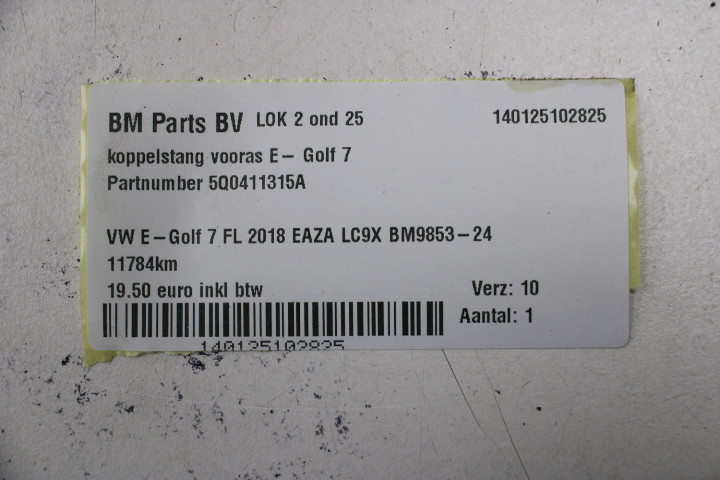 BM Parts BV LOK 2 ond 25 140125102825
koppelstang vooras E- Golf 7
Partnumber 5Q0411315A
VW E-Golf 7 FL 2018 EAZA LC9X BM9853-24
11784km
19.50 euro inkl btw Verz: 10
Aantal: 1
140125102825